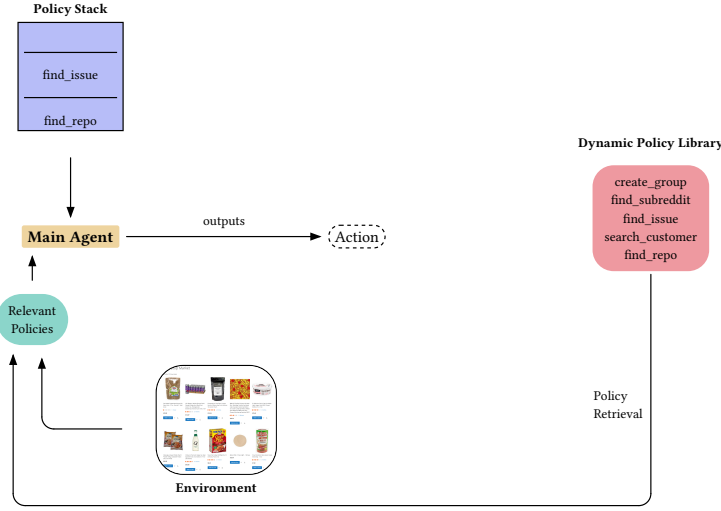 Policy Stack
find_issue
find_repo
Dynamic Policy Library
create_group
find_subreddit
find_issue
search_customer
find_repo
outputs
Main Agent
Action
Relevant
Policies
Policy
Retrieval
Environment